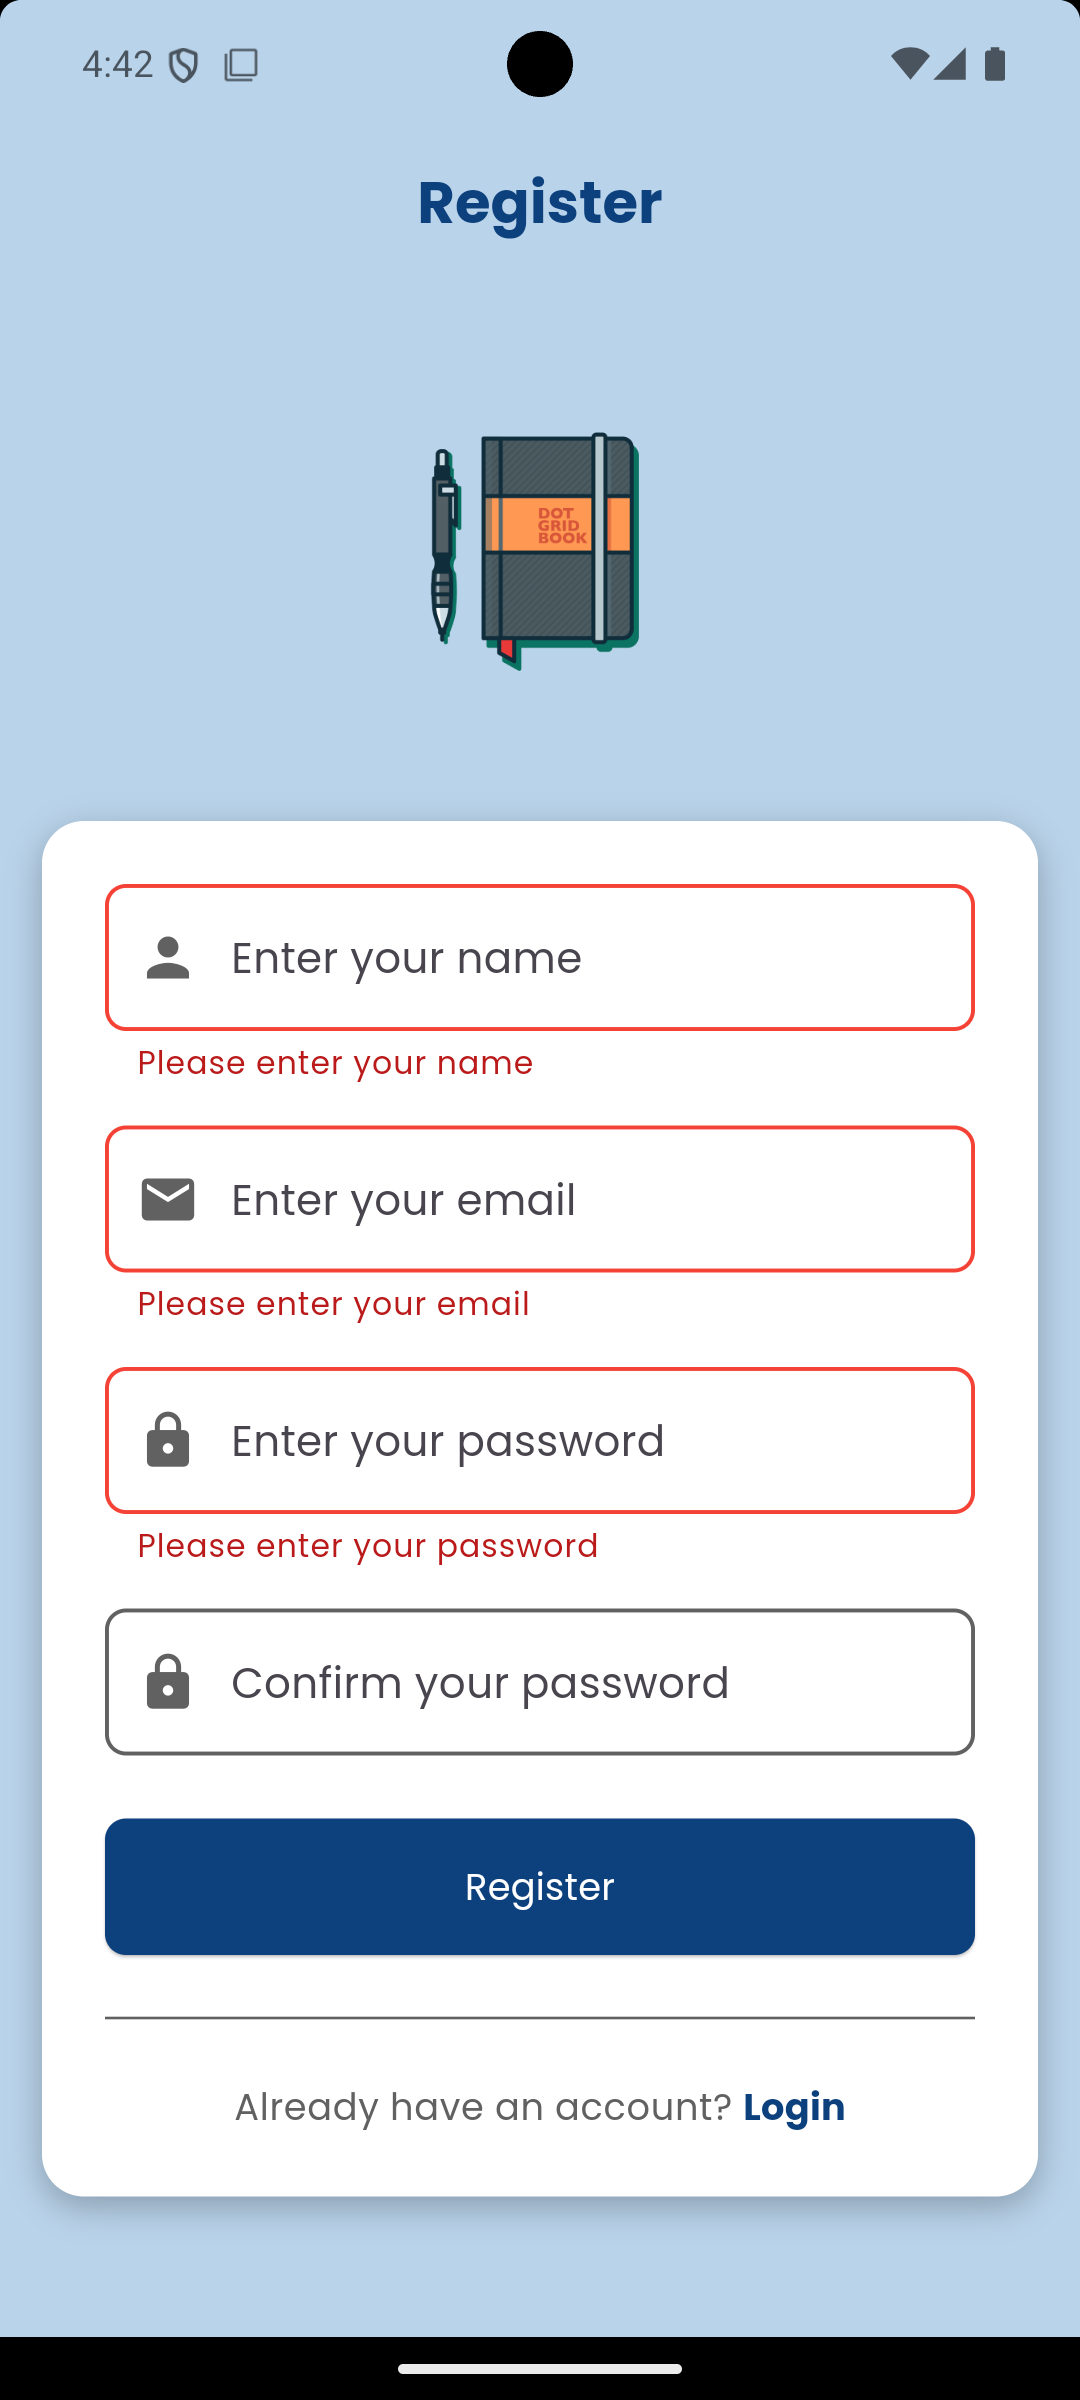 4:42
Register
DOT
GRID
BOOK
Enter your name
Please enter your name
Enter your email
Please enter your email
Enter your password
Please enter your password
Confirm your password
Register
Already have an account? Login